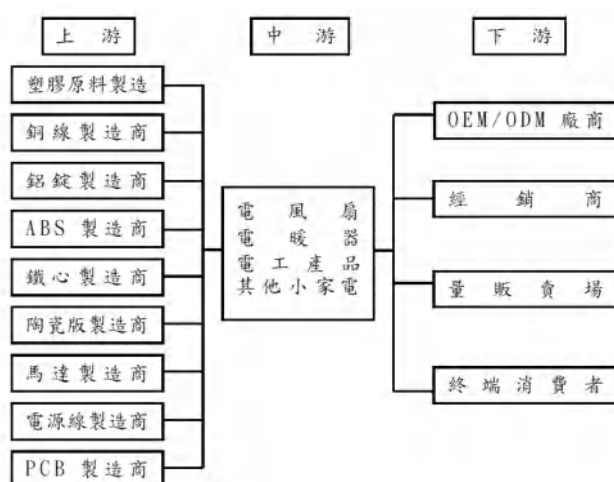 上游
中游
下游
塑膠原料製造
銅線製造商
鋁錠製造商
ABS 製造商
鐵心製造商
陶瓷版製造商
馬達製造商
電源線製造商
PCB 製造商
電風扇
電暖器
電工產品
其他小家電
OEM/ODM 廠商
經銷商
量販賣場
終端消費者